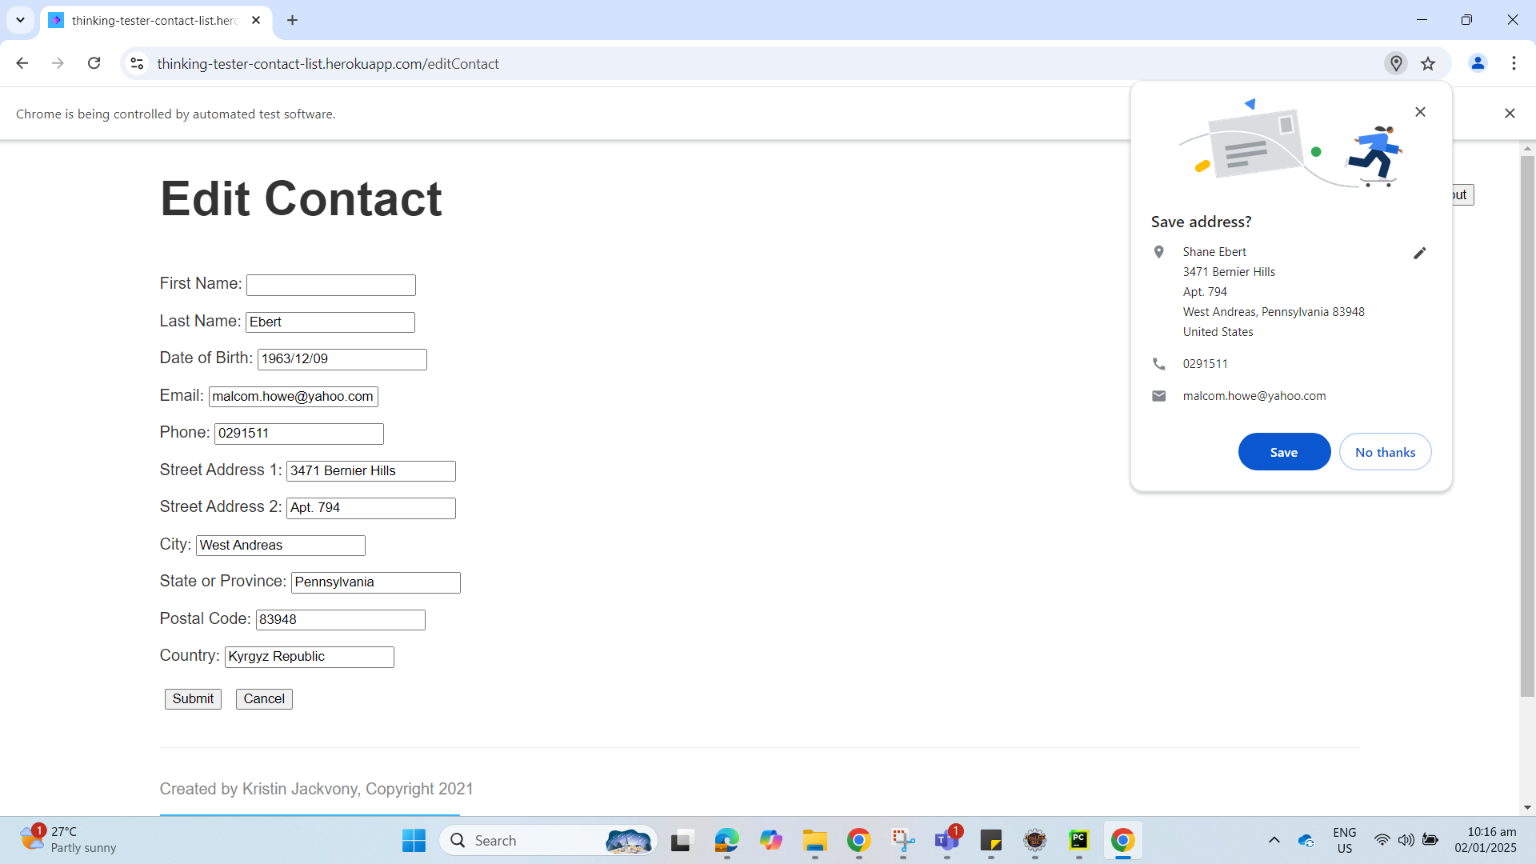 thinking-tester-contact-list.hero
thinking-tester-contact-list.herokuapp.com/editContact
Chrome is being controlled by automated test software.
Edit Contact
out
First Name:
Last Name: Ebert
Date of Birth: 1963/12/09
Email: malcom.howe@yahoo.com
Phone: 0291511
Street Address 1: 3471 Bernier Hills
Street Address 2: Apt. 794
City: West Andreas
State or Province: Pennsylvania
Postal Code: 83948
Country: Kyrgyz Republic
Submit Cancel
Created by Kristin Jackvony, Copyright 2021
Save address?
Shane Ebert
3471 Bernier Hills
Apt. 794
West Andreas, Pennsylvania 83948
United States
0291511
malcom.howe@yahoo.com
Save No thanks
1
27°C
Partly sunny
Search
1
PC
ENG
US
10:16 am
02/01/2025